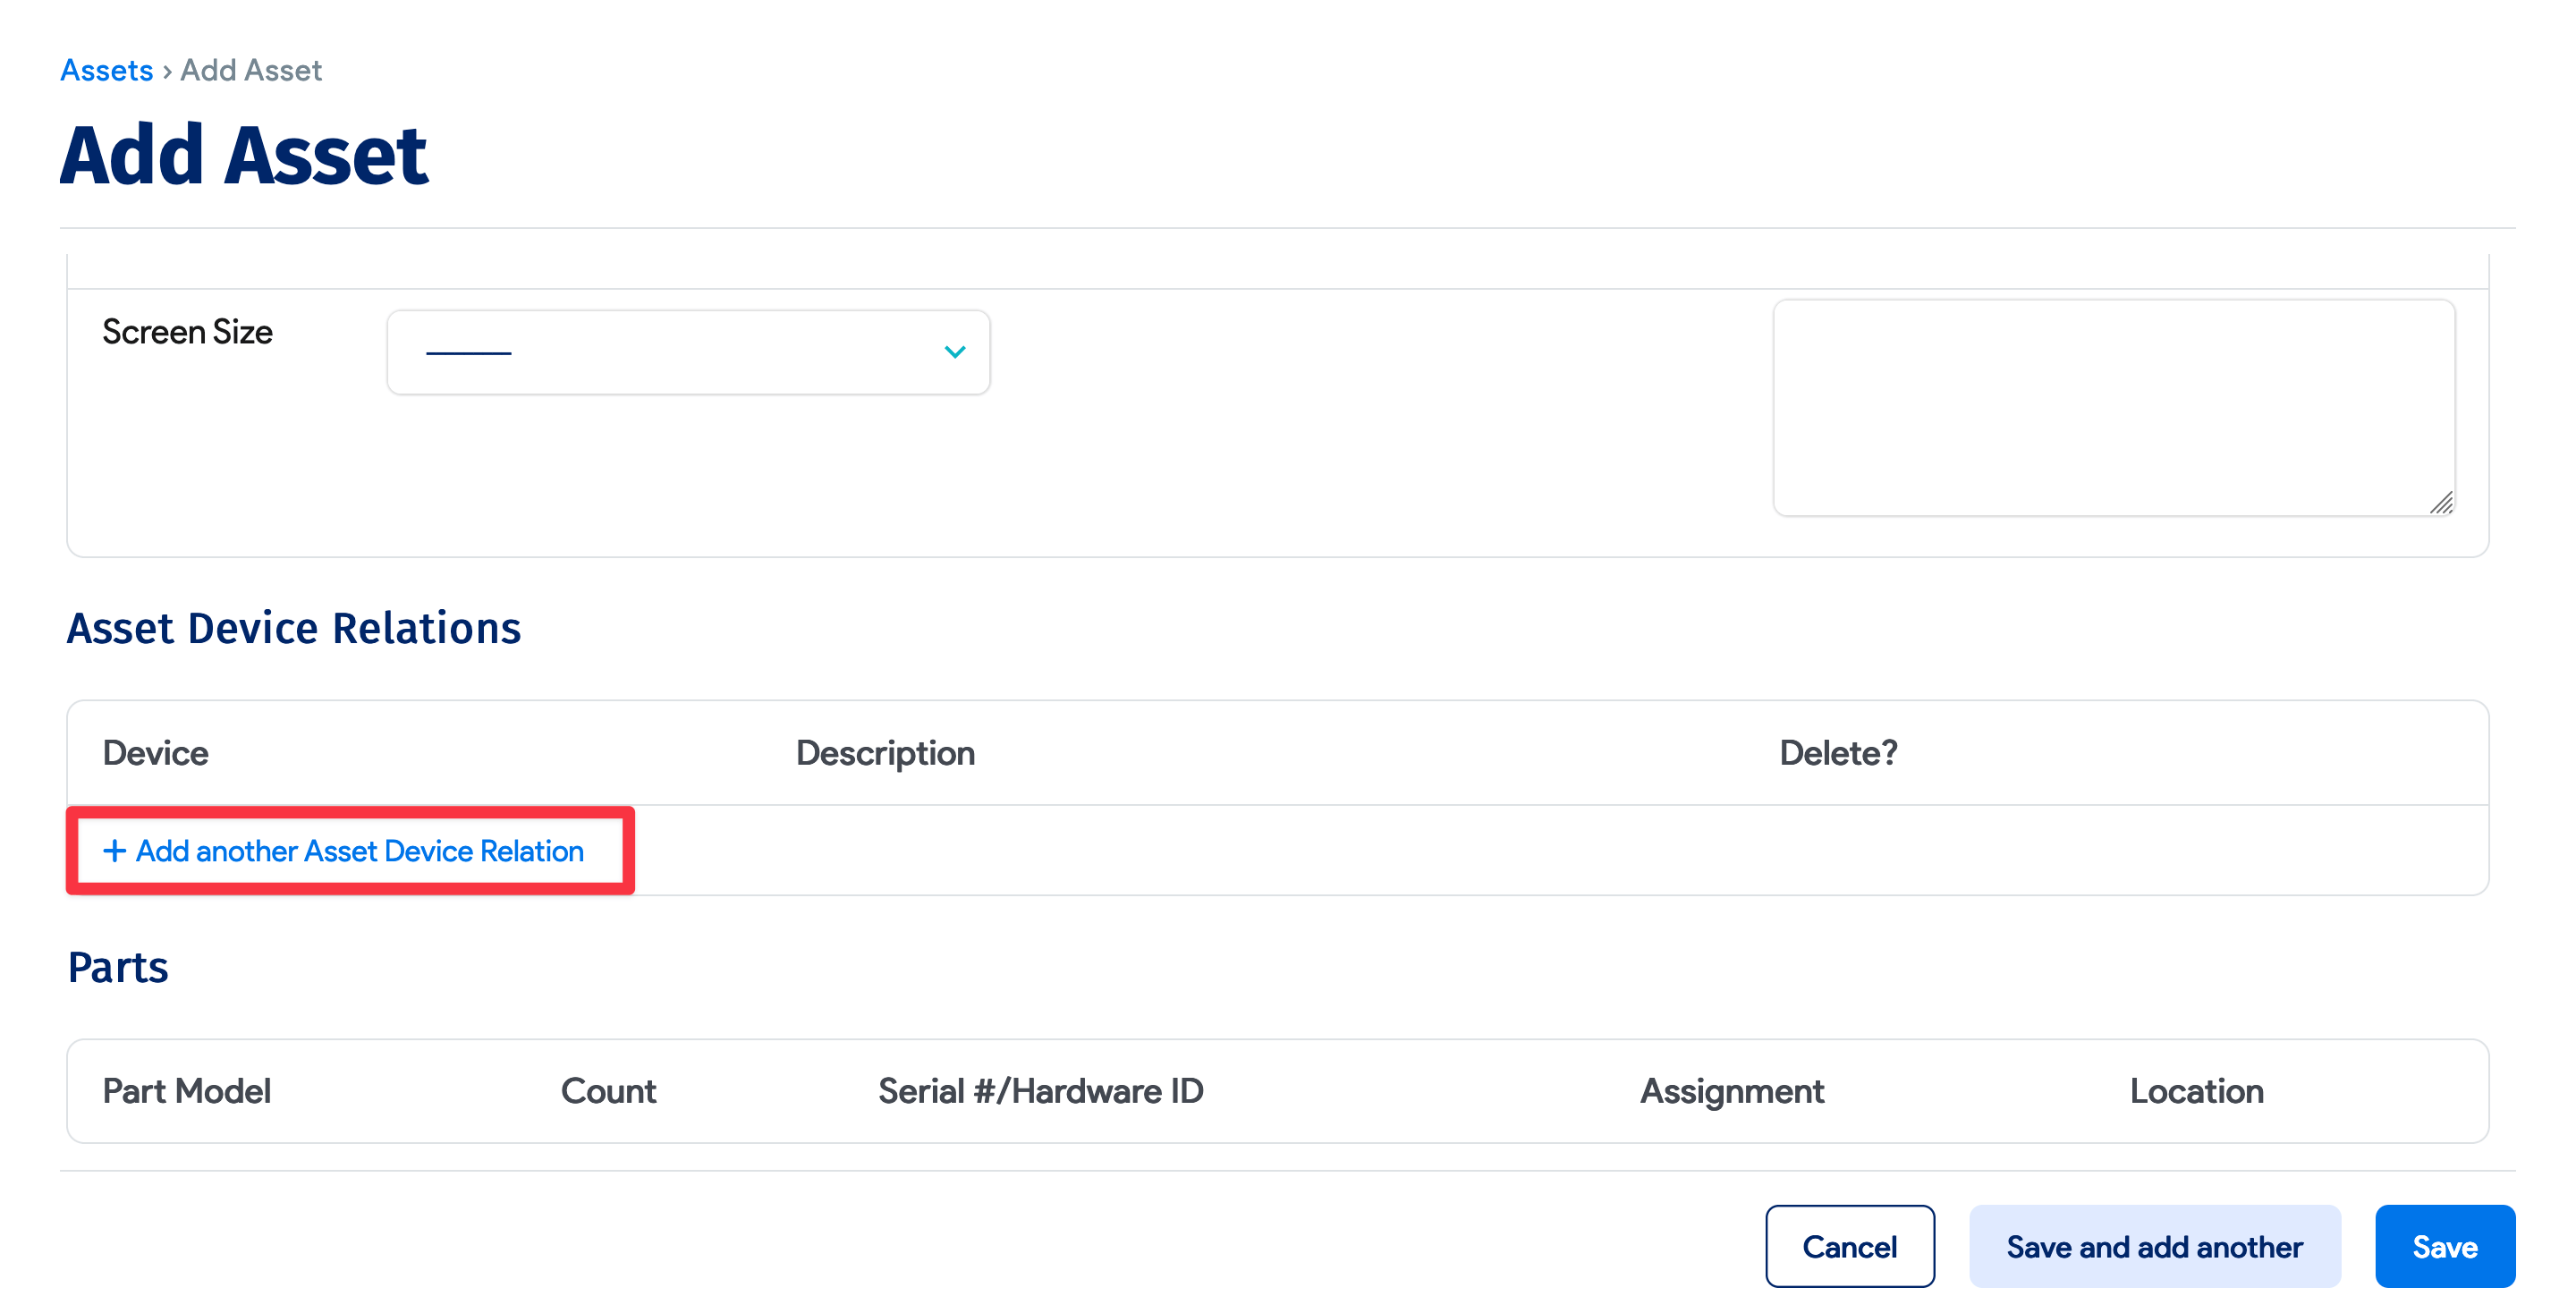 Assets › Add Asset
Add Asset
Screen Size
Asset Device Relations
Device Description Delete?
+ Add another Asset Device Relation
Parts
Part Model Count Serial #/Hardware ID Assignment Location
Cancel Save and add another Save